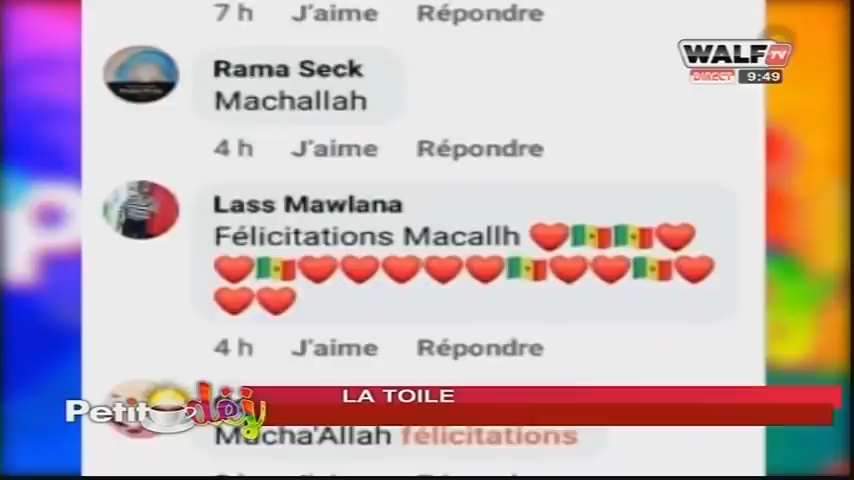 7 h J'aime Répondre
WALF TV
DIRECT 9:49
Rama Seck
Machallah
4 h J'aime Répondre
Lass Mawlana
Félicitations Macallh ❤️🇸🇳🇸🇳❤️
❤️🇸🇳❤️❤️❤️❤️❤️🇸🇳❤️❤️🇸🇳❤️
❤️❤️
4 h J'aime Répondre
LA TOILE
Petit déj
Macha'Allah félicitations